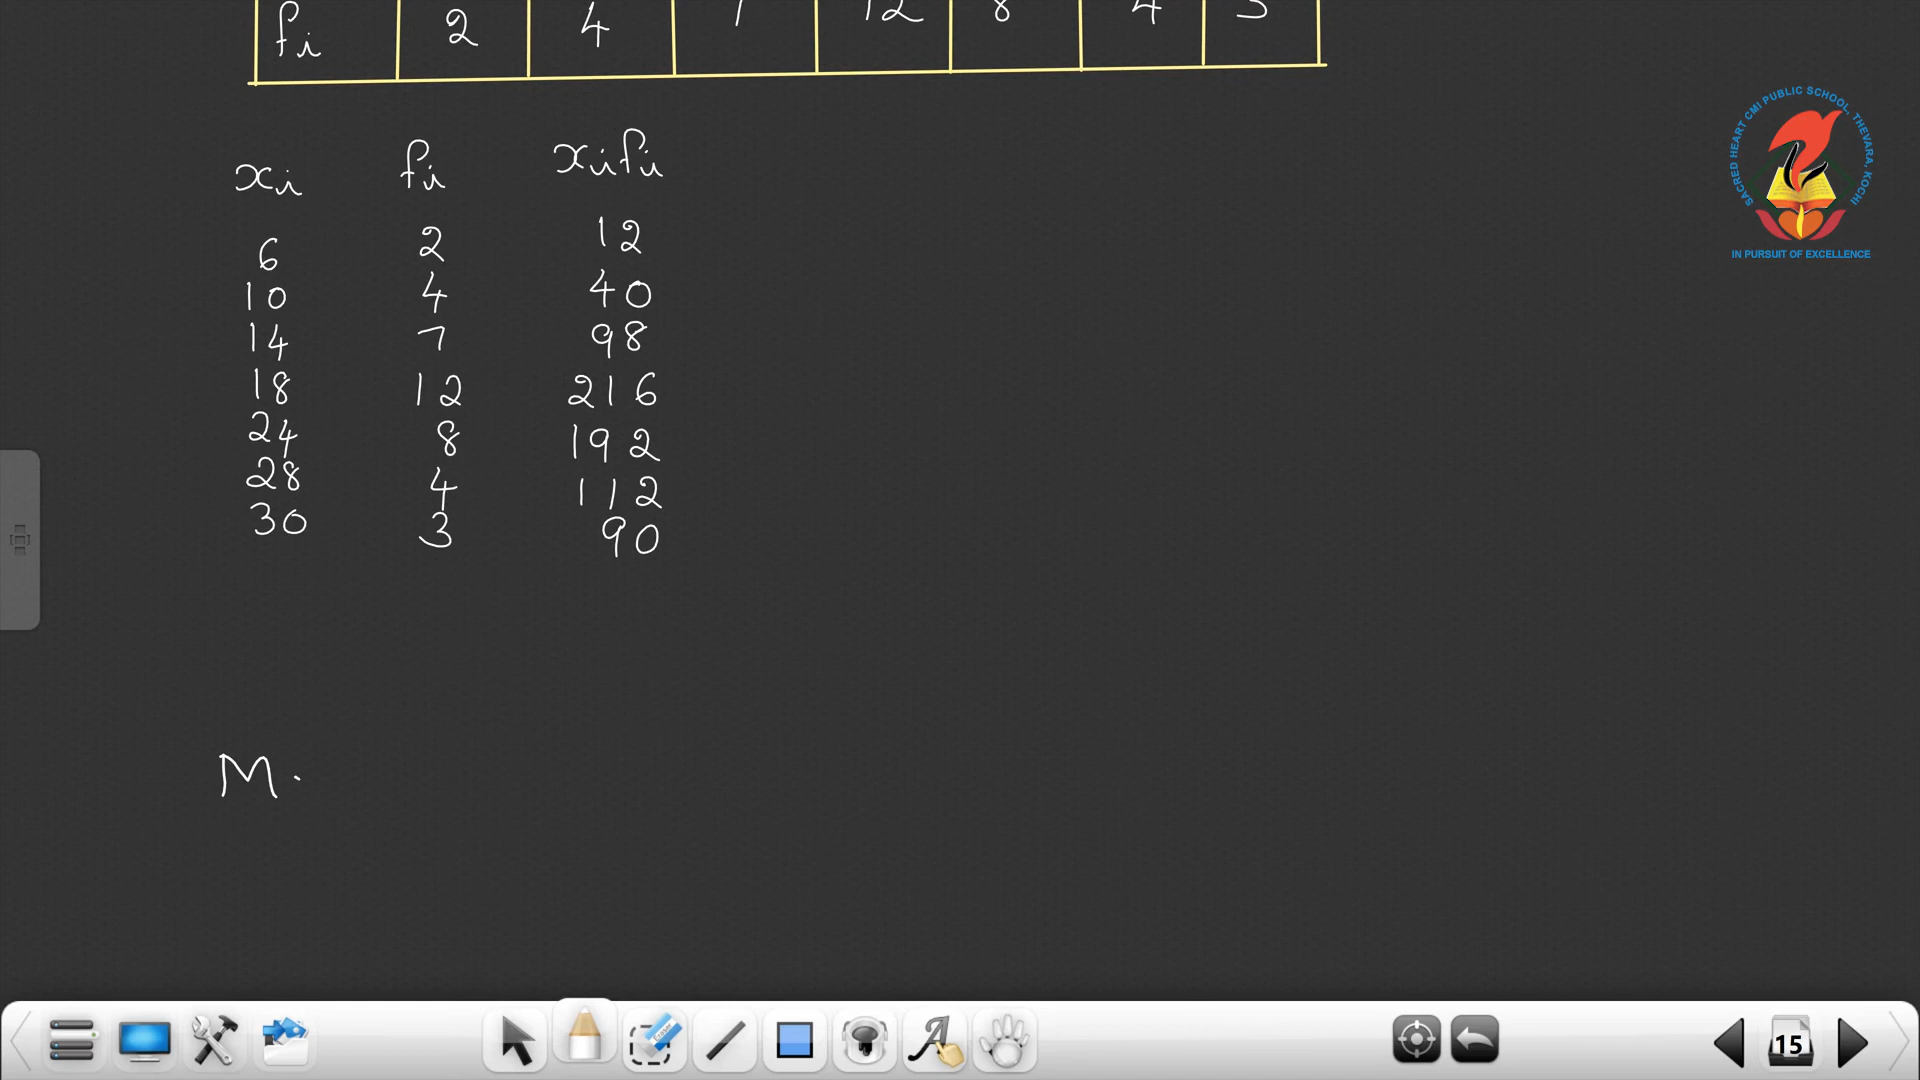 fi 2 4 7 12 8 4 3
SACRED HEART CMI PUBLIC SCHOOL, THEVARA, KOCHI
IN PURSUIT OF EXCELLENCE
xi fi xifi
6 2 12
10 4 40
14 7 98
18 12 216
24 8 192
28 4 112
30 3 90
M
15